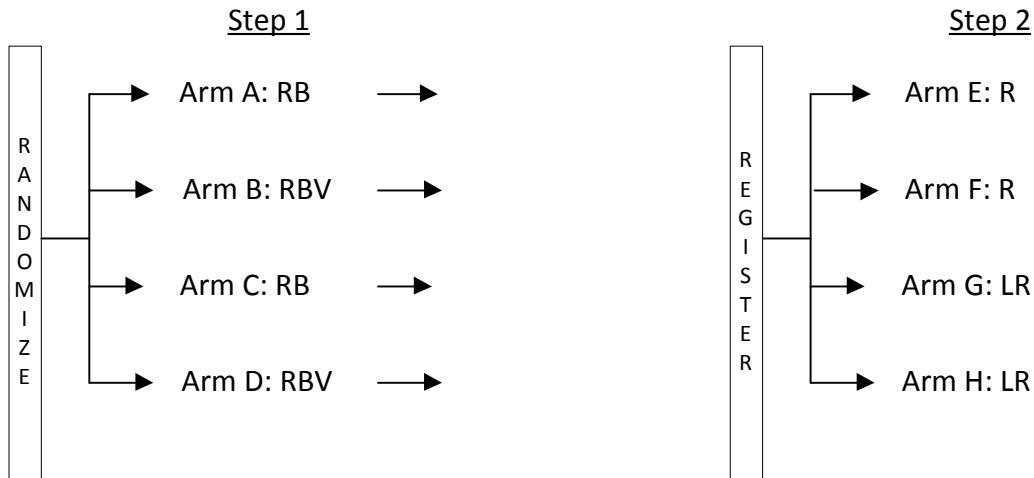 Step 1
RANDOMIZE
Arm A: RB
Arm B: RBV
Arm C: RB
Arm D: RBV
Step 2
REGISTER
Arm E: R
Arm F: R
Arm G: LR
Arm H: LR